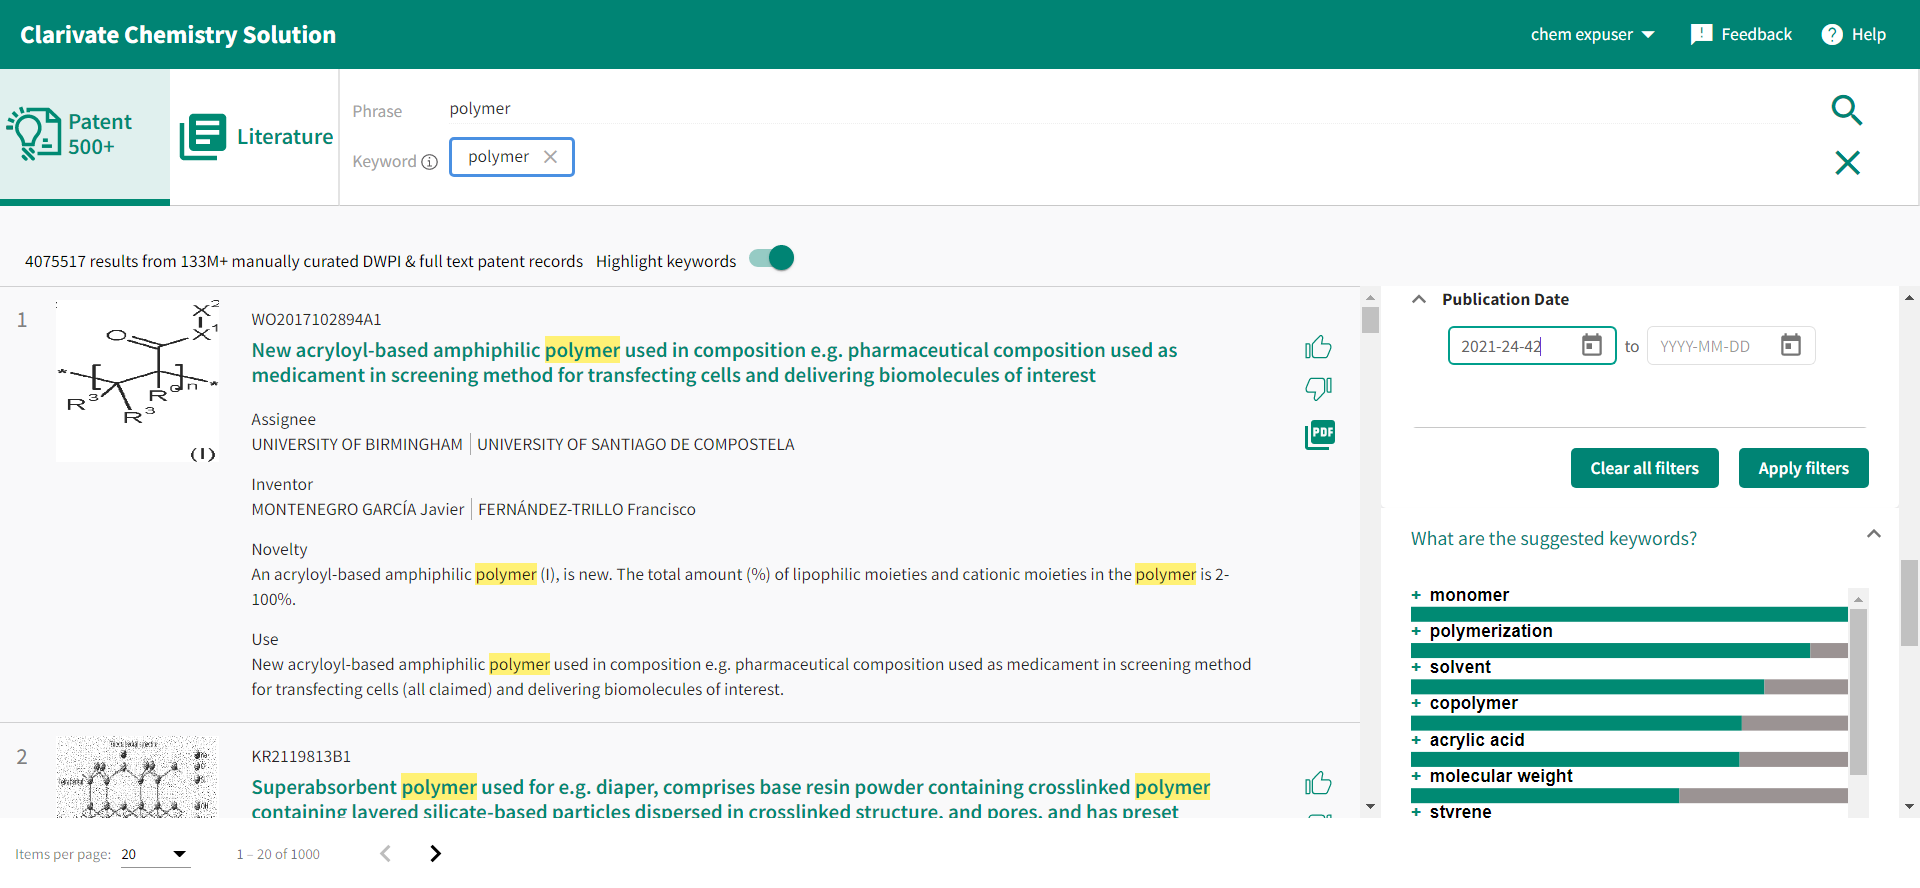 Clarivate Chemistry Solution
chem expuser
Feedback
Help
Patent
500+
Literature
Phrase
polymer
Keyword
polymer
4075517 results from 133M+ manually curated DWPI & full text patent records
Highlight keywords
1
WO2017102894A1
New acryloyl-based amphiphilic polymer used in composition e.g. pharmaceutical composition used as
medicament in screening method for transfecting cells and delivering biomolecules of interest
Assignee
UNIVERSITY OF BIRMINGHAM | UNIVERSITY OF SANTIAGO DE COMPOSTELA
Inventor
MONTENEGRO GARCÍA Javier | FERNÁNDEZ-TRILLO Francisco
Novelty
An acryloyl-based amphiphilic polymer (I), is new. The total amount (%) of lipophilic moieties and cationic moieties in the polymer is 2-
100%.
Use
New acryloyl-based amphiphilic polymer used in composition e.g. pharmaceutical composition used as medicament in screening method
for transfecting cells (all claimed) and delivering biomolecules of interest.
X2
X1
O
R3
R3
(I)
PDF
2
KR2119813B1
Superabsorbent polymer used for e.g. diaper, comprises base resin powder containing crosslinked polymer
containing layered silicate-based particles dispersed in crosslinked structure, and pores, and has preset
Publication Date
2021-24-42
to
YYYY-MM-DD
Clear all filters
Apply filters
What are the suggested keywords?
+ monomer
+ polymerization
+ solvent
+ copolymer
+ acrylic acid
+ molecular weight
+ styrene
Items per page: 20
1 – 20 of 1000